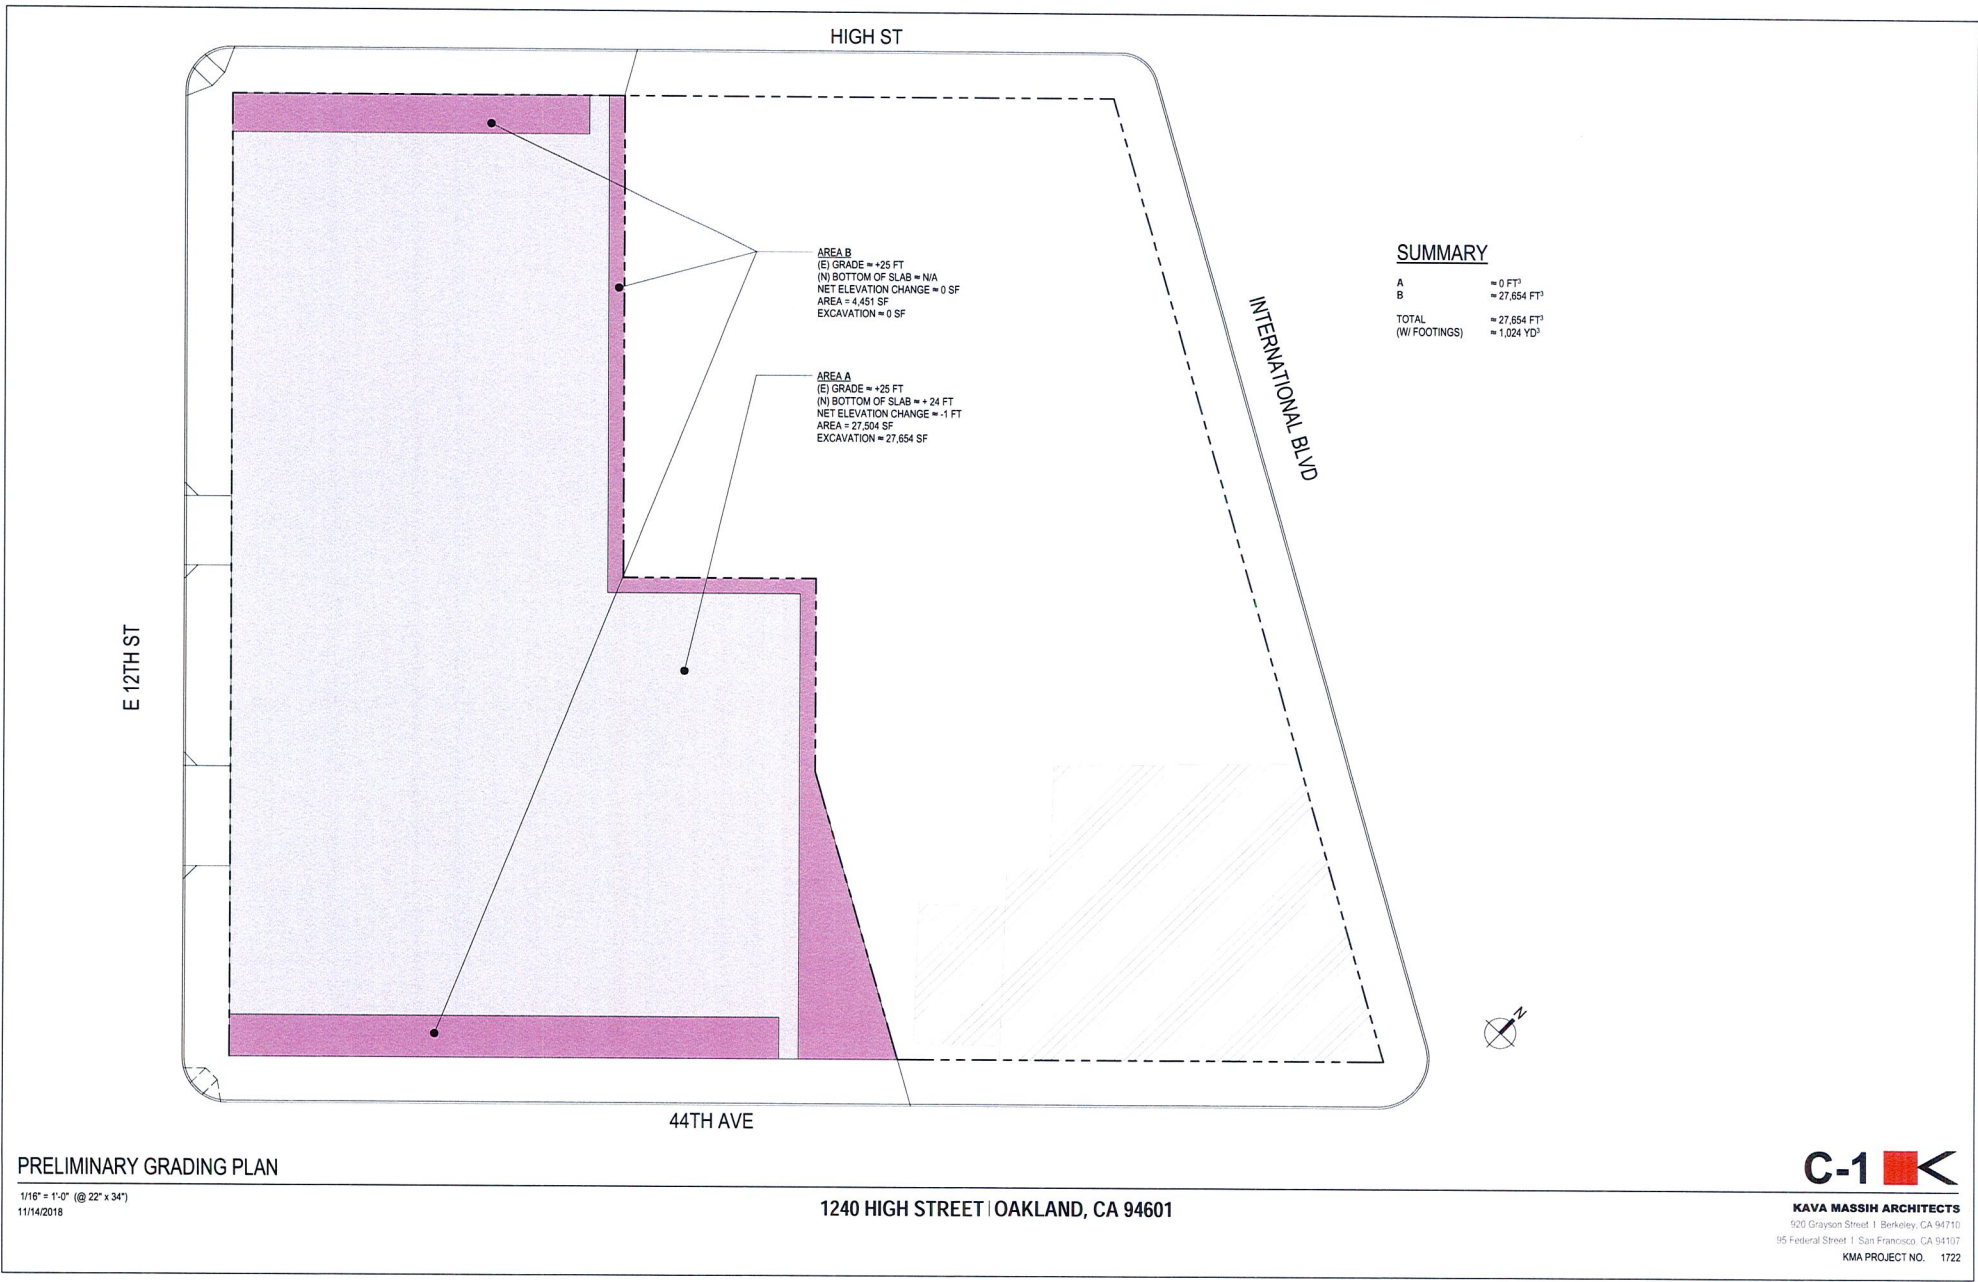 HIGH ST
AREA B
(E) GRADE ≈ +25 FT
(N) BOTTOM OF SLAB ≈ N/A
NET ELEVATION CHANGE ≈ 0 SF
AREA = 4,451 SF
EXCAVATION ≈ 0 SF
AREA A
(E) GRADE ≈ +25 FT
(N) BOTTOM OF SLAB ≈ + 24 FT
NET ELEVATION CHANGE ≈ -1 FT
AREA = 27,504 SF
EXCAVATION ≈ 27,654 SF
SUMMARY
A ≈ 0 FT³
B ≈ 27,654 FT³
TOTAL ≈ 27,654 FT³
(W/ FOOTINGS) ≈ 1,024 YD³
INTERNATIONAL BLVD
E 12TH ST
N
44TH AVE
PRELIMINARY GRADING PLAN
1/16" = 1'-0" (@ 22" x 34")
11/14/2018
1240 HIGH STREET | OAKLAND, CA 94601
C-1
KAVA MASSIH ARCHITECTS
920 Grayson Street | Berkeley, CA 94710
95 Federal Street | San Francisco, CA 94107
KMA PROJECT NO. 1722